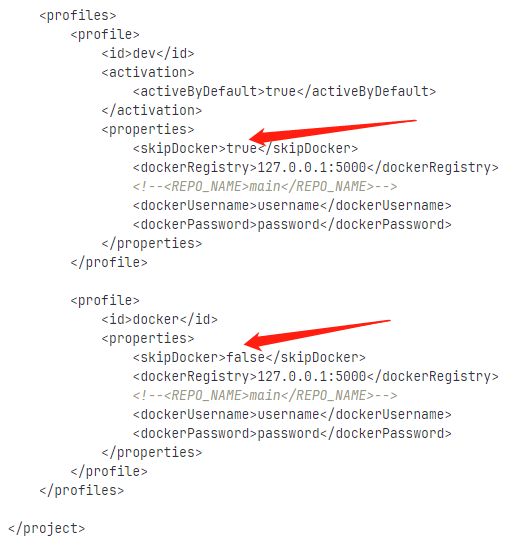 <profiles>
<profile>
<id>dev</id>
<activation>
<activeByDefault>true</activeByDefault>
</activation>
<properties>
<skipDocker>true</skipDocker>
<dockerRegistry>127.0.0.1:5000</dockerRegistry>
<!--<REPO_NAME>main</REPO_NAME>-->
<dockerUsername>username</dockerUsername>
<dockerPassword>password</dockerPassword>
</properties>
</profile>
<profile>
<id>docker</id>
<properties>
<skipDocker>false</skipDocker>
<dockerRegistry>127.0.0.1:5000</dockerRegistry>
<!--<REPO_NAME>main</REPO_NAME>-->
<dockerUsername>username</dockerUsername>
<dockerPassword>password</dockerPassword>
</properties>
</profile>
</profiles>
</project>